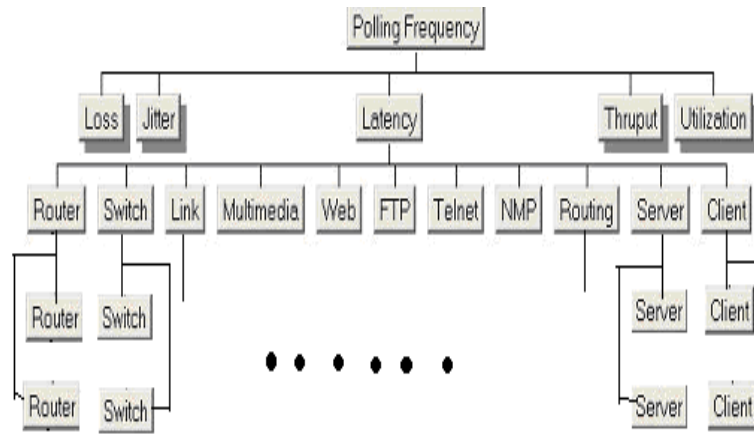 Polling Frequency
Loss Jitter Latency Thruput Utilization
Router Switch Link Multimedia Web FTP Telnet NMP Routing Server Client
Router Switch Server Client
Router Switch Server Client